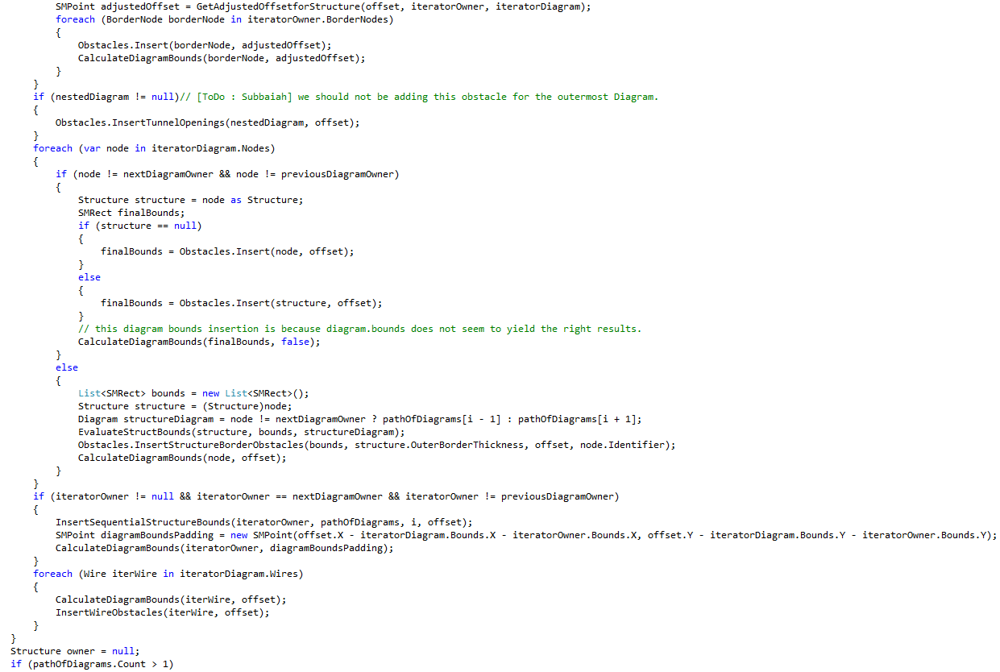 SMPoint adjustedOffset = GetAdjustedOffsetforStructure(offset, iteratorOwner, iteratorDiagram);
foreach (BorderNode borderNode in iteratorOwner.BorderNodes)
{
Obstacles.Insert(borderNode, adjustedOffset);
CalculateDiagramBounds(borderNode, adjustedOffset);
}
}
if (nestedDiagram != null)// [ToDo : Subbaiah] we should not be adding this obstacle for the outermost Diagram.
{
Obstacles.InsertTunnelOpenings(nestedDiagram, offset);
}
foreach (var node in iteratorDiagram.Nodes)
{
if (node != nextDiagramOwner && node != previousDiagramOwner)
{
Structure structure = node as Structure;
SMRect finalBounds;
if (structure == null)
{
finalBounds = Obstacles.Insert(node, offset);
}
else
{
finalBounds = Obstacles.Insert(structure, offset);
}
// this diagram bounds insertion is because diagram.bounds does not seem to yield the right results.
CalculateDiagramBounds(finalBounds, false);
}
else
{
List<SMRect> bounds = new List<SMRect>();
Structure structure = (Structure)node;
Diagram structureDiagram = node != nextDiagramOwner ? pathOfDiagrams[i - 1] : pathOfDiagrams[i + 1];
EvaluateStructBounds(structure, bounds, structureDiagram);
Obstacles.InsertStructureBorderObstacles(bounds, structure.OuterBorderThickness, offset, node.Identifier);
CalculateDiagramBounds(node, offset);
}
}
if (iteratorOwner != null && iteratorOwner == nextDiagramOwner && iteratorOwner != previousDiagramOwner)
{
InsertSequentialStructureBounds(iteratorOwner, pathOfDiagrams, i, offset);
SMPoint diagramBoundsPadding = new SMPoint(offset.X - iteratorDiagram.Bounds.X - iteratorOwner.Bounds.X, offset.Y - iteratorDiagram.Bounds.Y - iteratorOwner.Bounds.Y);
CalculateDiagramBounds(iteratorOwner, diagramBoundsPadding);
}
foreach (Wire iterWire in iteratorDiagram.Wires)
{
CalculateDiagramBounds(iterWire, offset);
InsertWireObstacles(iterWire, offset);
}
}
Structure owner = null;
if (pathOfDiagrams.Count > 1)